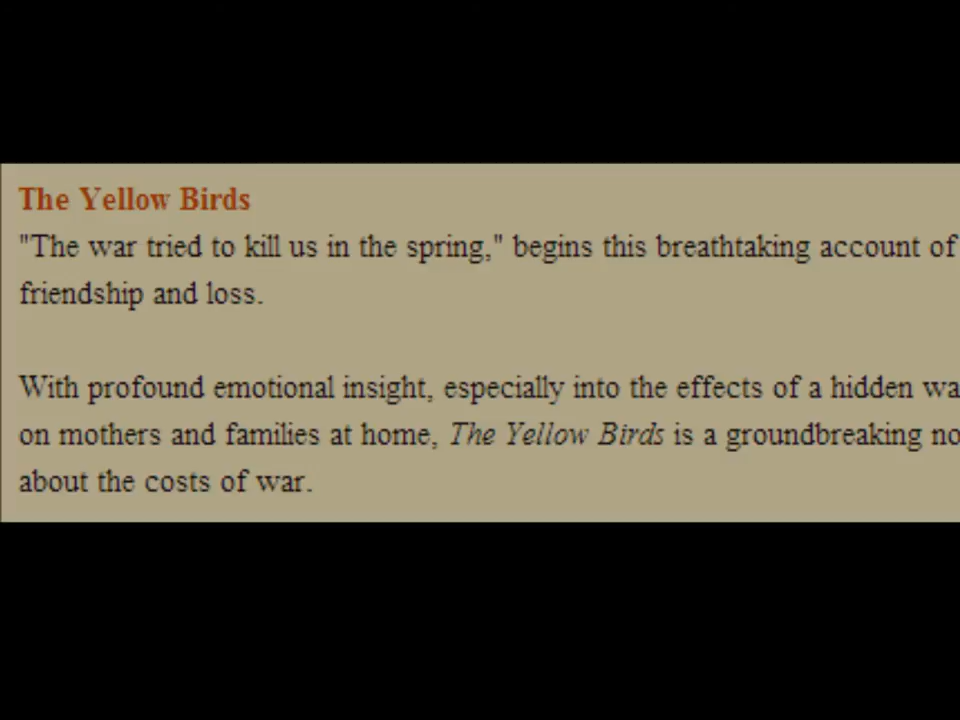 The Yellow Birds
"The war tried to kill us in the spring," begins this breathtaking account of
friendship and loss.
With profound emotional insight, especially into the effects of a hidden wa
on mothers and families at home, The Yellow Birds is a groundbreaking no
about the costs of war.